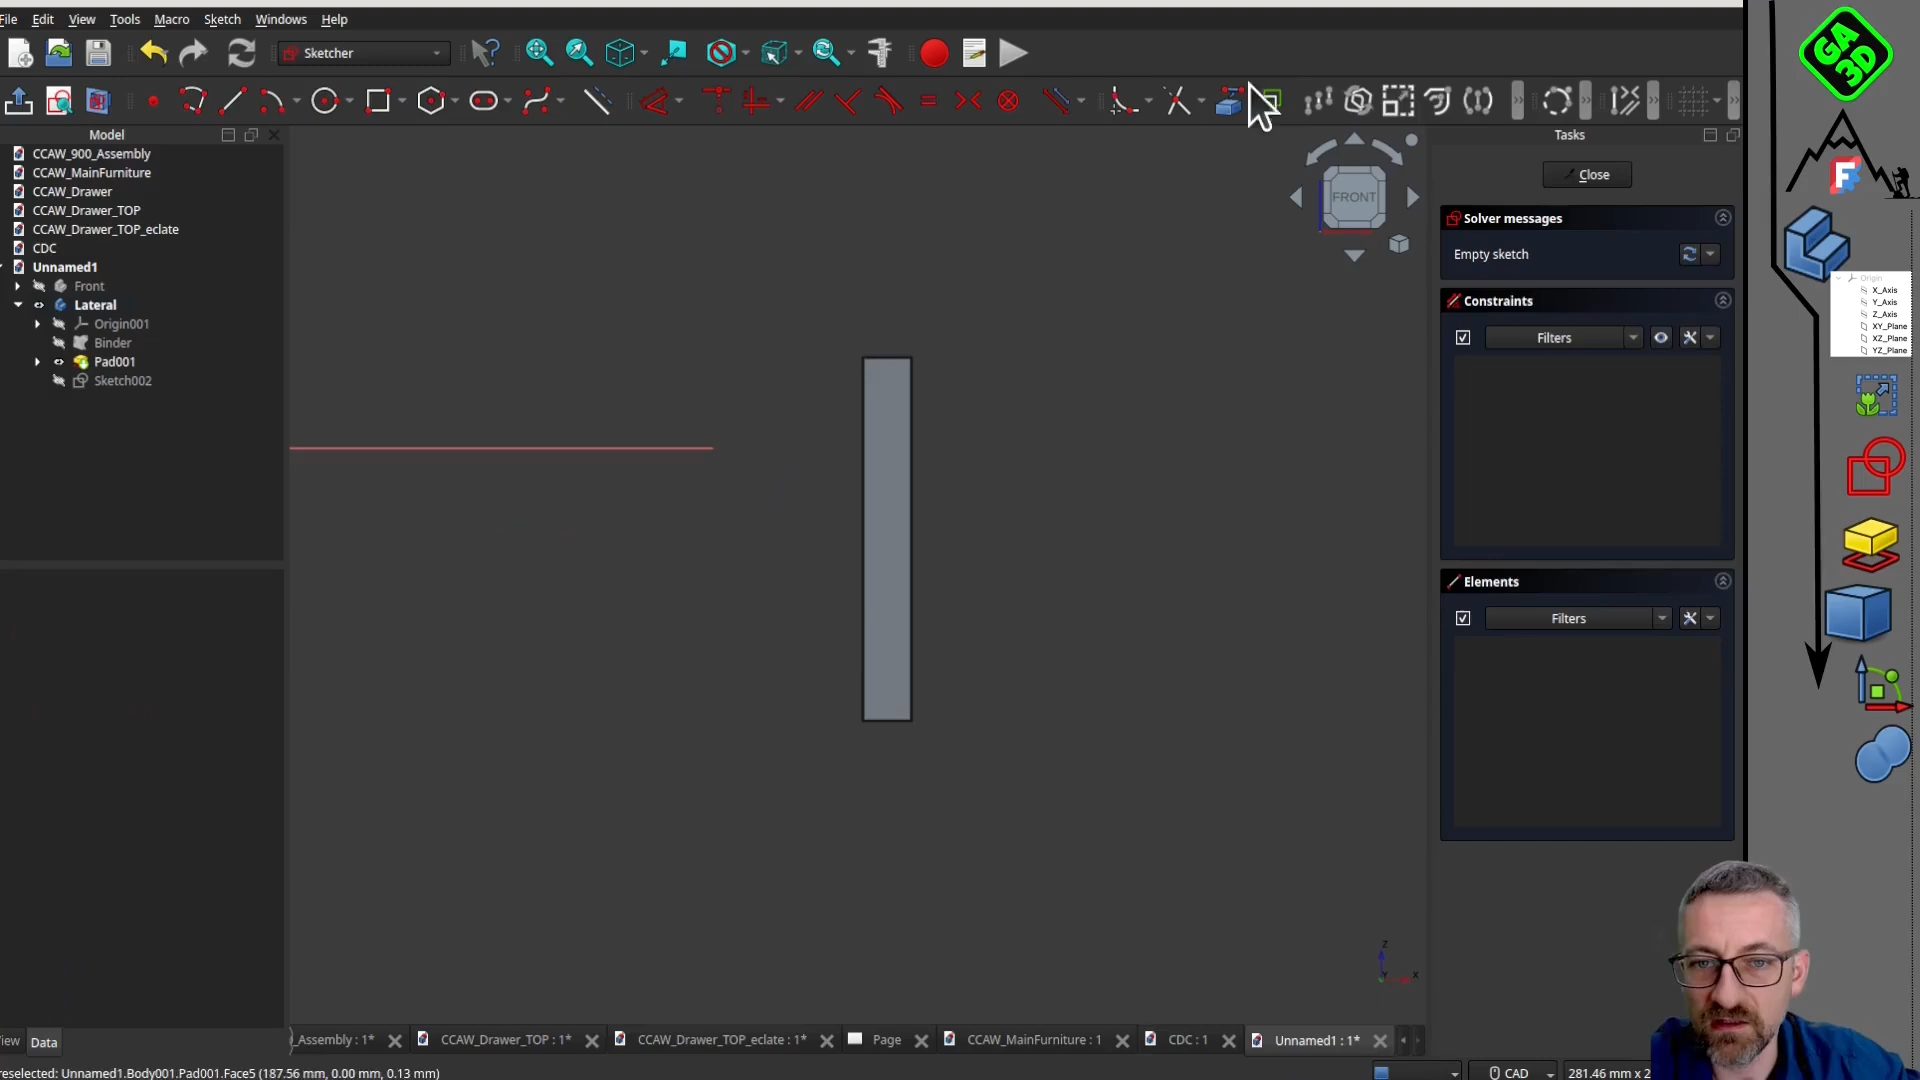 File Edit View Tools Macro Sketch Windows Help
Sketcher
Model
CCAW_900_Assembly
CCAW_MainFurniture
CCAW_Drawer
CCAW_Drawer_TOP
CCAW_Drawer_TOP_eclate
CDC
Unnamed1
Front
Lateral
Origin001
Binder
Pad001
Sketch002
FRONT
Z
Y
X
Tasks
Close
Solver messages
Empty sketch
Constraints
Filters
Elements
Filters
GA
3D
F
Origin
X_Axis
Y_Axis
Z_Axis
XY_Plane
XZ_Plane
YZ_Plane
iew Data
_Assembly : 1* CCAW_Drawer_TOP : 1* CCAW_Drawer_TOP_eclate : 1* Page CCAW_MainFurniture : 1 CDC : 1 Unnamed1 : 1*
reselected: Unnamed1.Body001.Pad001.Face5 (187.56 mm, 0.00 mm, 0.13 mm) CAD 281.46 mm x 2